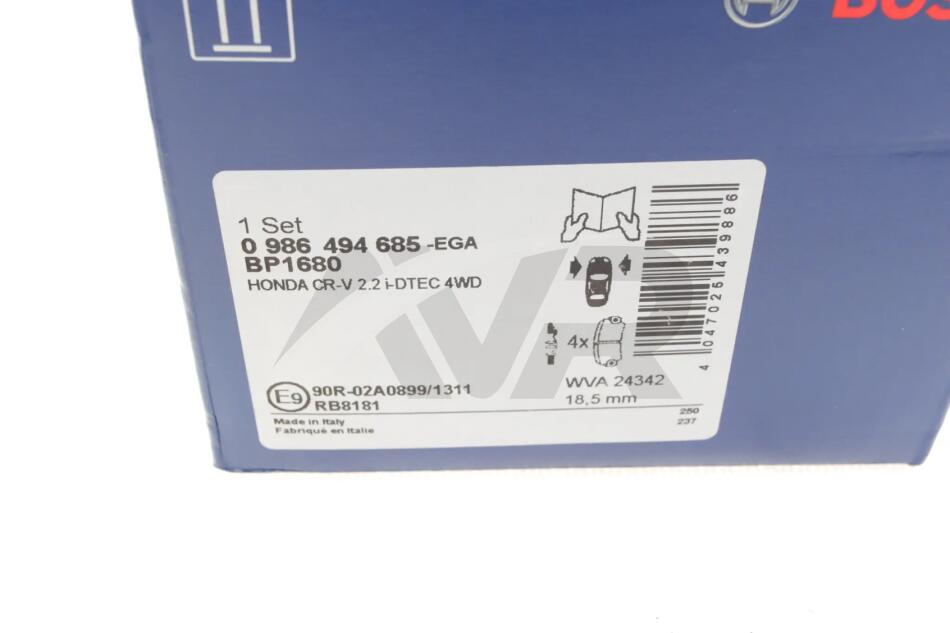 BOS
1 Set
0 986 494 685 -EGA
BP1680
HONDA CR-V 2.2 i-DTEC 4WD
4x
E9
90R-02A0899/1311
RB8181
Made in Italy
Fabriqué en Italie
WVA 24342
18,5 mm
250
237
4 047026 439886